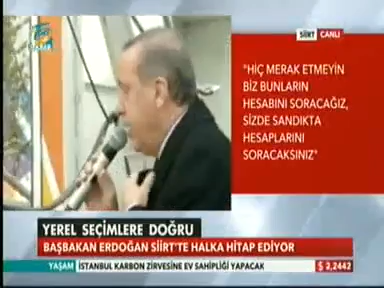 SİİRT CANLI
"HİÇ MERAK ETMEYİN
BİZ BUNLARIN
HESABINI SORACAĞIZ,
SİZDE SANDIKTA
HESAPLARINI
SORACAKSINIZ"
YEREL SEÇİMLERE DOĞRU
BAŞBAKAN ERDOĞAN SİİRT'TE HALKA HİTAP EDİYOR
YAŞAM İSTANBUL KARBON ZİRVESİNE EV SAHİPLİĞİ YAPACAK $ 2,2442